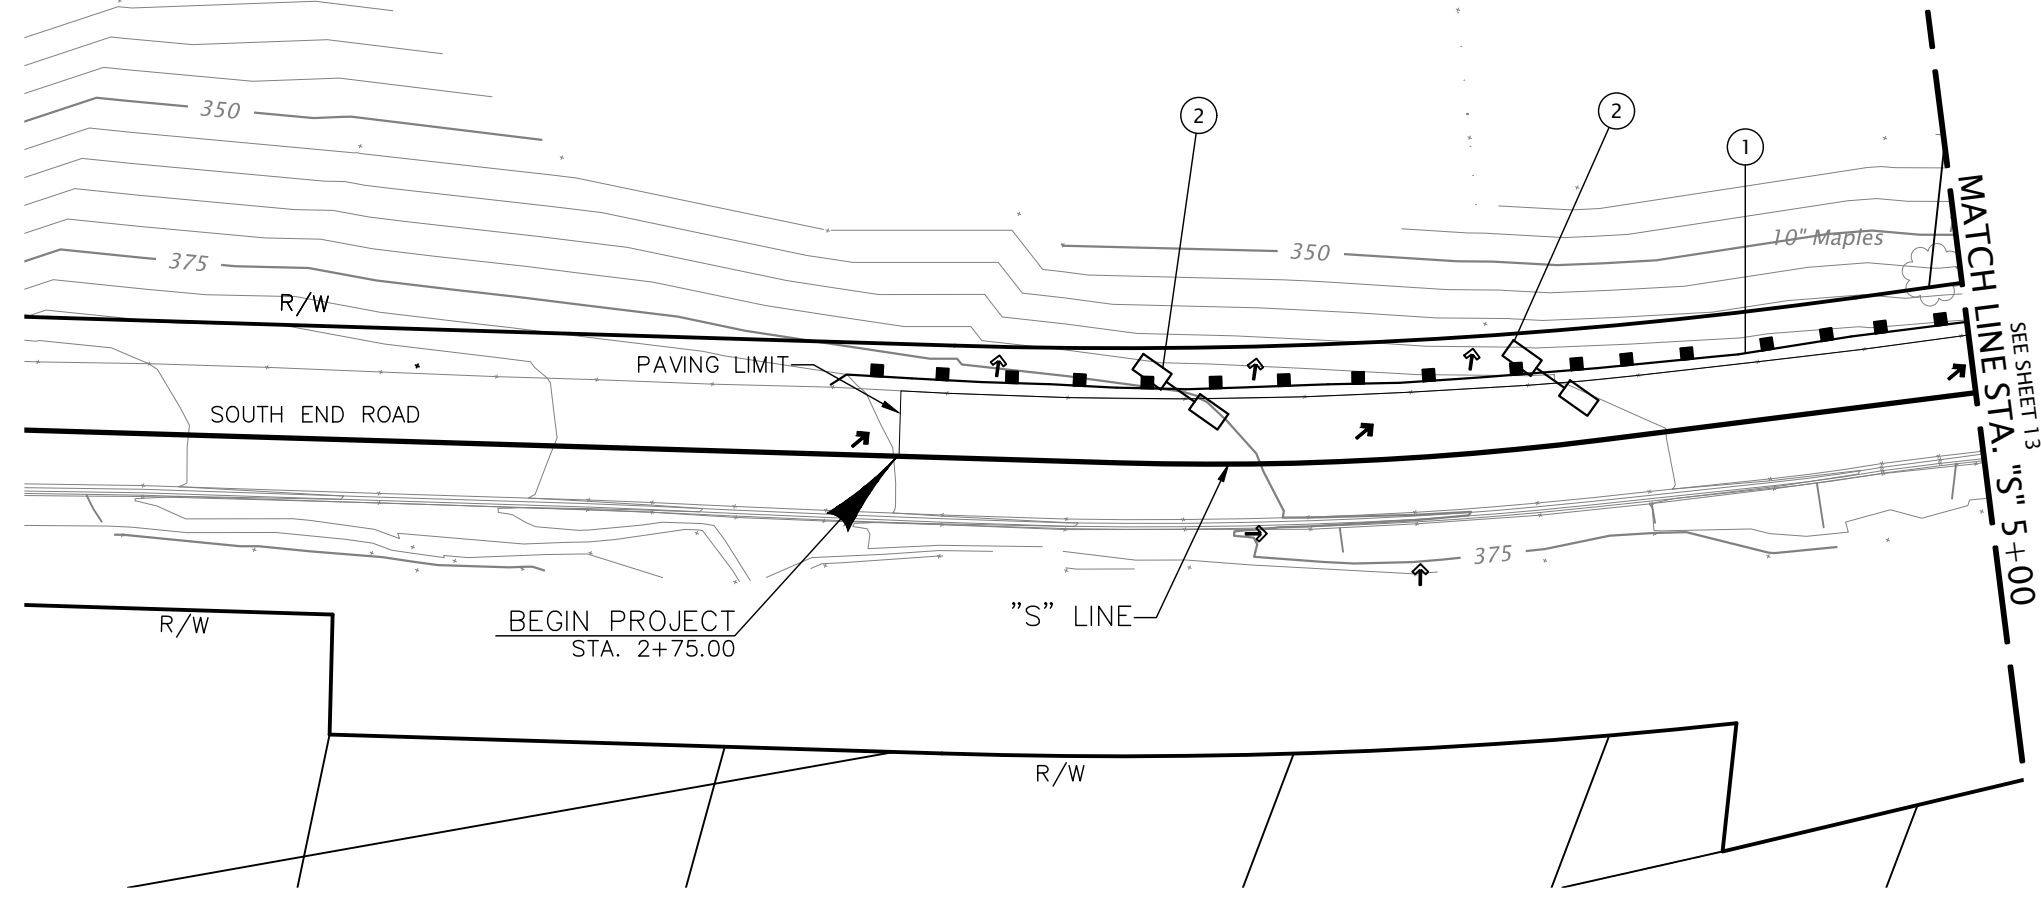 350
2
2
1
350
10" Maples
375
R/W
PAVING LIMIT
SOUTH END ROAD
MATCH LINE STA. "S" 5+00
SEE SHEET 13
375
BEGIN PROJECT
STA. 2+75.00
"S" LINE
R/W
R/W